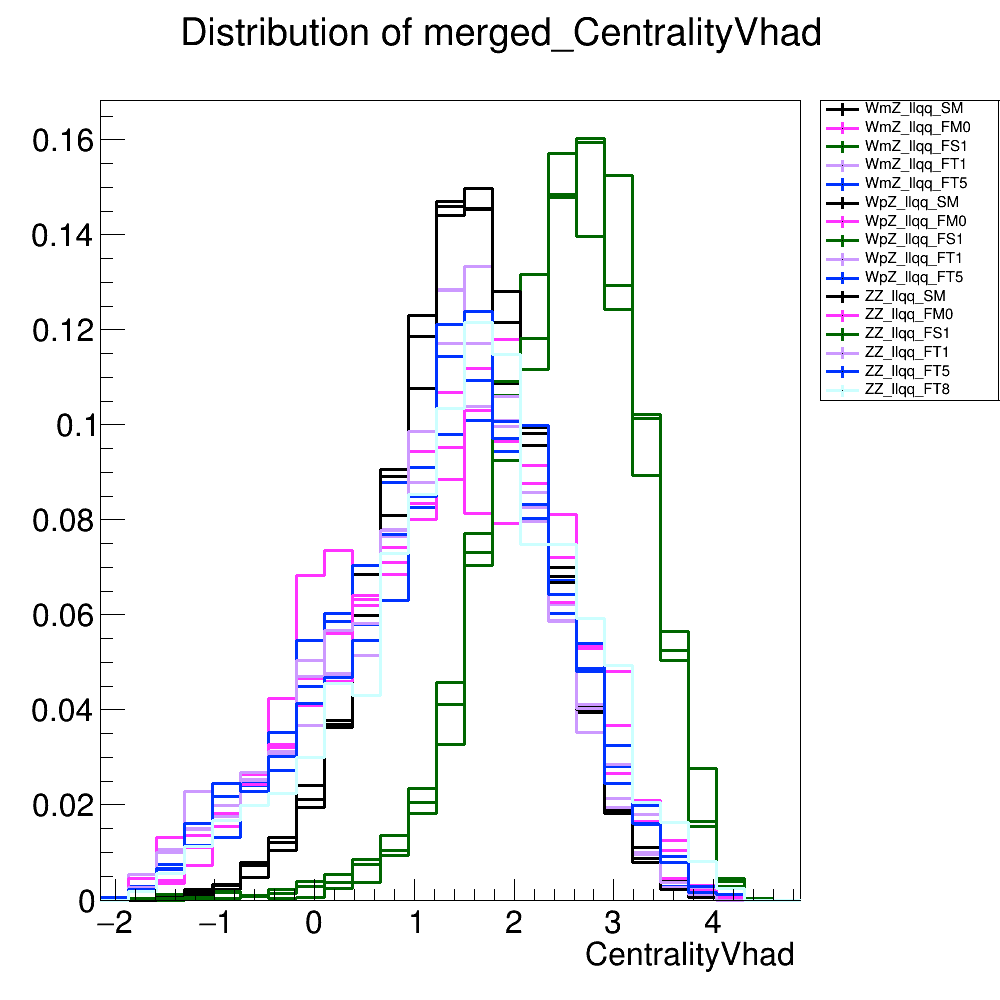 Distribution of merged_CentralityVhad
WmZ_llqq_SM
WmZ_llqq_FM0
WmZ_llqq_FS1
WmZ_llqq_FT1
WmZ_llqq_FT5
WpZ_llqq_SM
WpZ_llqq_FM0
WpZ_llqq_FS1
WpZ_llqq_FT1
WpZ_llqq_FT5
ZZ_llqq_SM
ZZ_llqq_FM0
ZZ_llqq_FS1
ZZ_llqq_FT1
ZZ_llqq_FT5
ZZ_llqq_FT8
0.16
0.14
0.12
0.1
0.08
0.06
0.04
0.02
0
−2 −1 0 1 2 3 4
CentralityVhad